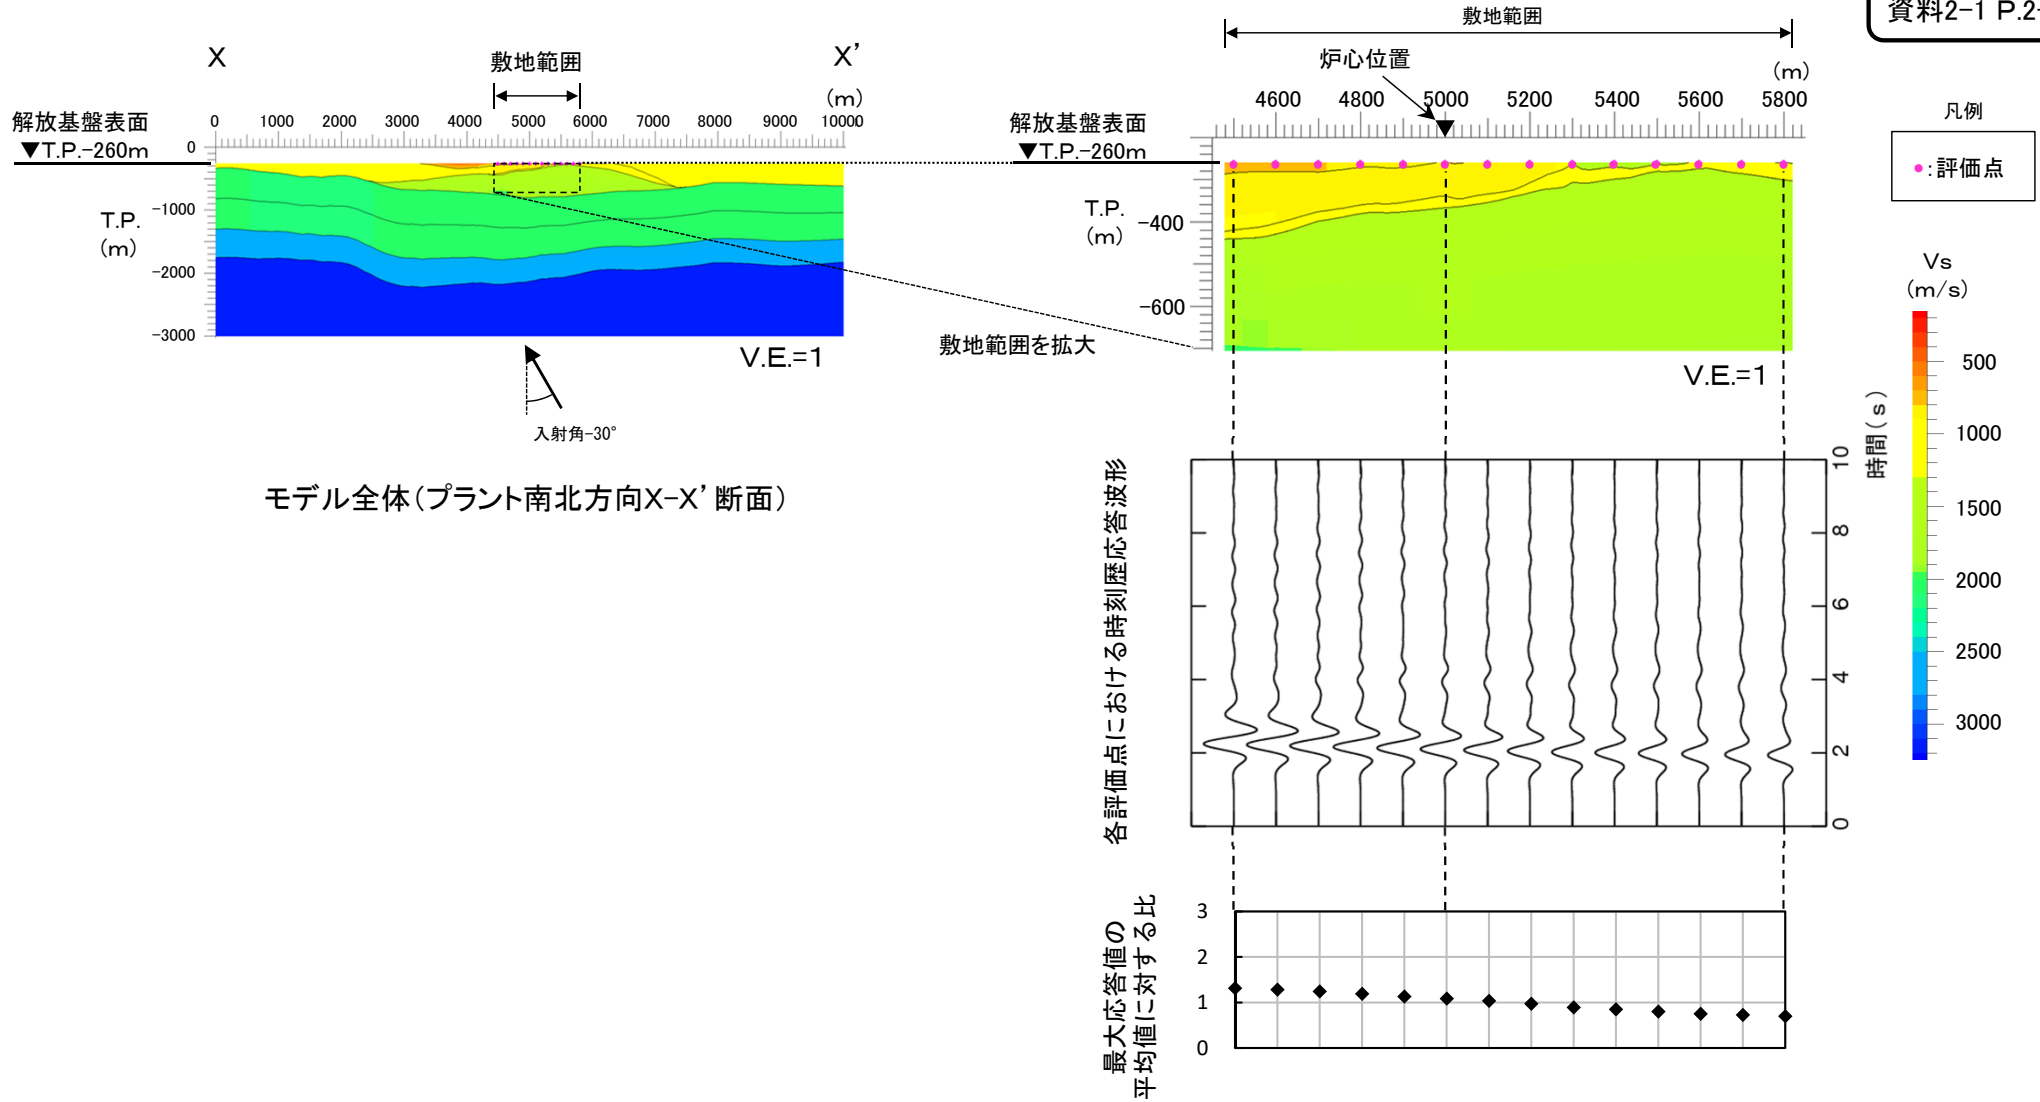 資料2-1 P.2-
X
敷地範囲
X’
(m)
解放基盤表面
▼T.P.-260m
0 1000 2000 3000 4000 5000 6000 7000 8000 9000 10000
0
-1000
-2000
-3000
T.P.
(m)
V.E.=1
入射角-30°
モデル全体(プラント南北方向X-X’断面)
敷地範囲
炉心位置
(m)
4600 4800 5000 5200 5400 5600 5800
解放基盤表面
▼T.P.-260m
T.P.
(m)
-400
-600
敷地範囲を拡大
V.E.=1
凡例
●:評価点
Vs
(m/s)
500
1000
1500
2000
2500
3000
各評価点における時刻歴応答波形
時間(s)
10
8
6
4
2
0
最大応答値の
平均値に対する比
3
2
1
0